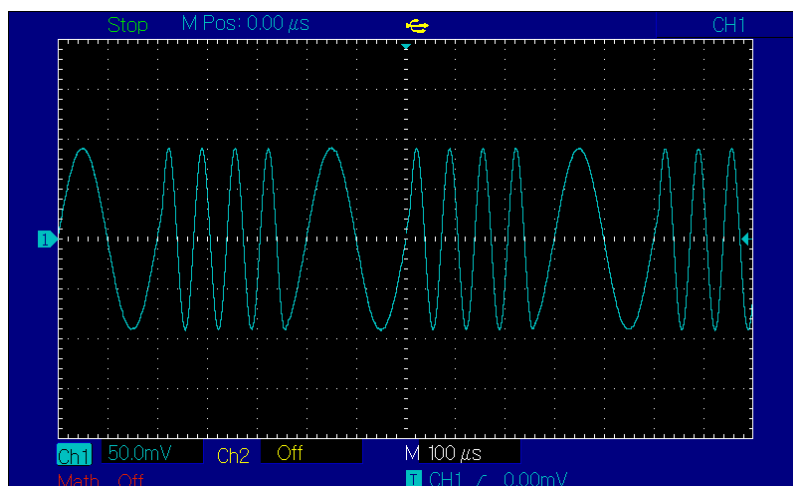 Stop M Pos: 0.00 μs CH1
1
Ch1 50.0mV Ch2 Off M 100 μs
Math Off T CH1 0.00mV